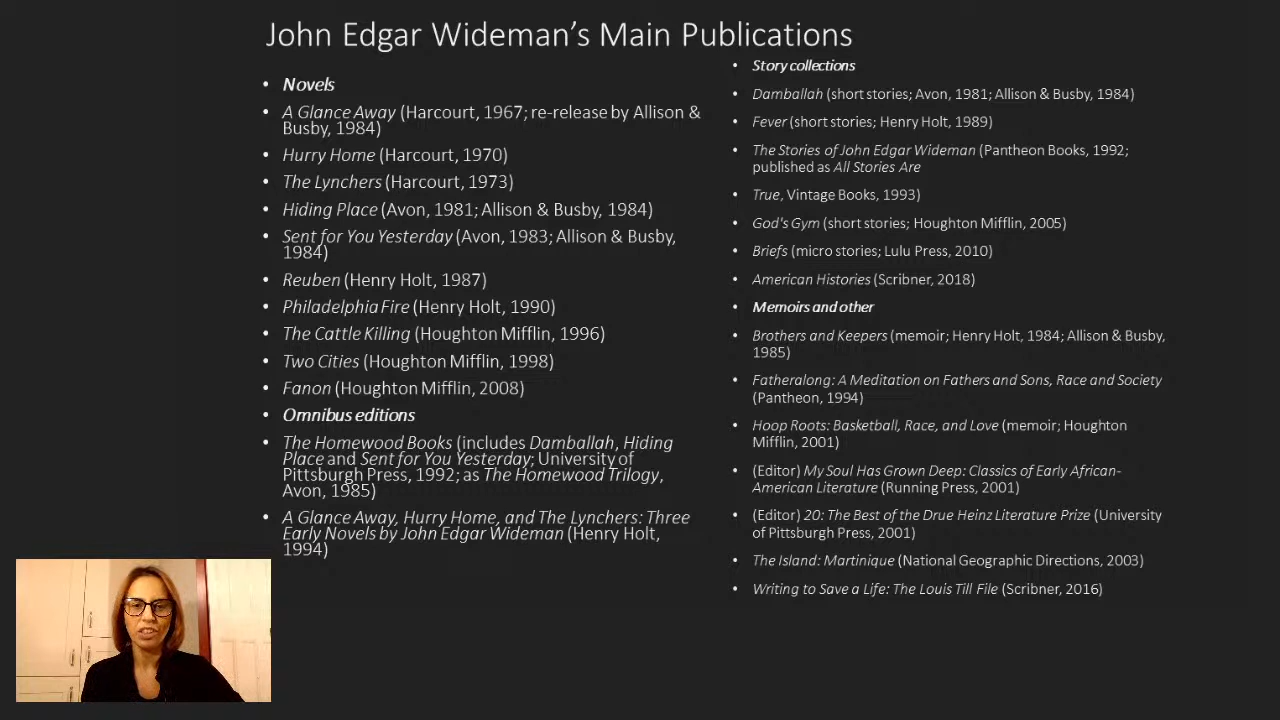 John Edgar Wideman’s Main Publications
• Novels
• A Glance Away (Harcourt, 1967; re-release by Allison &
Busby, 1984)
• Hurry Home (Harcourt, 1970)
• The Lynchers (Harcourt, 1973)
• Hiding Place (Avon, 1981; Allison & Busby, 1984)
• Sent for You Yesterday (Avon, 1983; Allison & Busby,
1984)
• Reuben (Henry Holt, 1987)
• Philadelphia Fire (Henry Holt, 1990)
• The Cattle Killing (Houghton Mifflin, 1996)
• Two Cities (Houghton Mifflin, 1998)
• Fanon (Houghton Mifflin, 2008)
• Omnibus editions
• The Homewood Books (includes Damballah, Hiding
Place and Sent for You Yesterday; University of
Pittsburgh Press, 1992; as The Homewood Trilogy,
Avon, 1985)
• A Glance Away, Hurry Home, and The Lynchers: Three
Early Novels by John Edgar Wideman (Henry Holt,
1994)
• Story collections
• Damballah (short stories; Avon, 1981; Allison & Busby, 1984)
• Fever (short stories; Henry Holt, 1989)
• The Stories of John Edgar Wideman (Pantheon Books, 1992;
published as All Stories Are
• True, Vintage Books, 1993)
• God's Gym (short stories; Houghton Mifflin, 2005)
• Briefs (micro stories; Lulu Press, 2010)
• American Histories (Scribner, 2018)
• Memoirs and other
• Brothers and Keepers (memoir; Henry Holt, 1984; Allison & Busby,
1985)
• Fatheralong: A Meditation on Fathers and Sons, Race and Society
(Pantheon, 1994)
• Hoop Roots: Basketball, Race, and Love (memoir; Houghton
Mifflin, 2001)
• (Editor) My Soul Has Grown Deep: Classics of Early African-
American Literature (Running Press, 2001)
• (Editor) 20: The Best of the Drue Heinz Literature Prize (University
of Pittsburgh Press, 2001)
• The Island: Martinique (National Geographic Directions, 2003)
• Writing to Save a Life: The Louis Till File (Scribner, 2016)